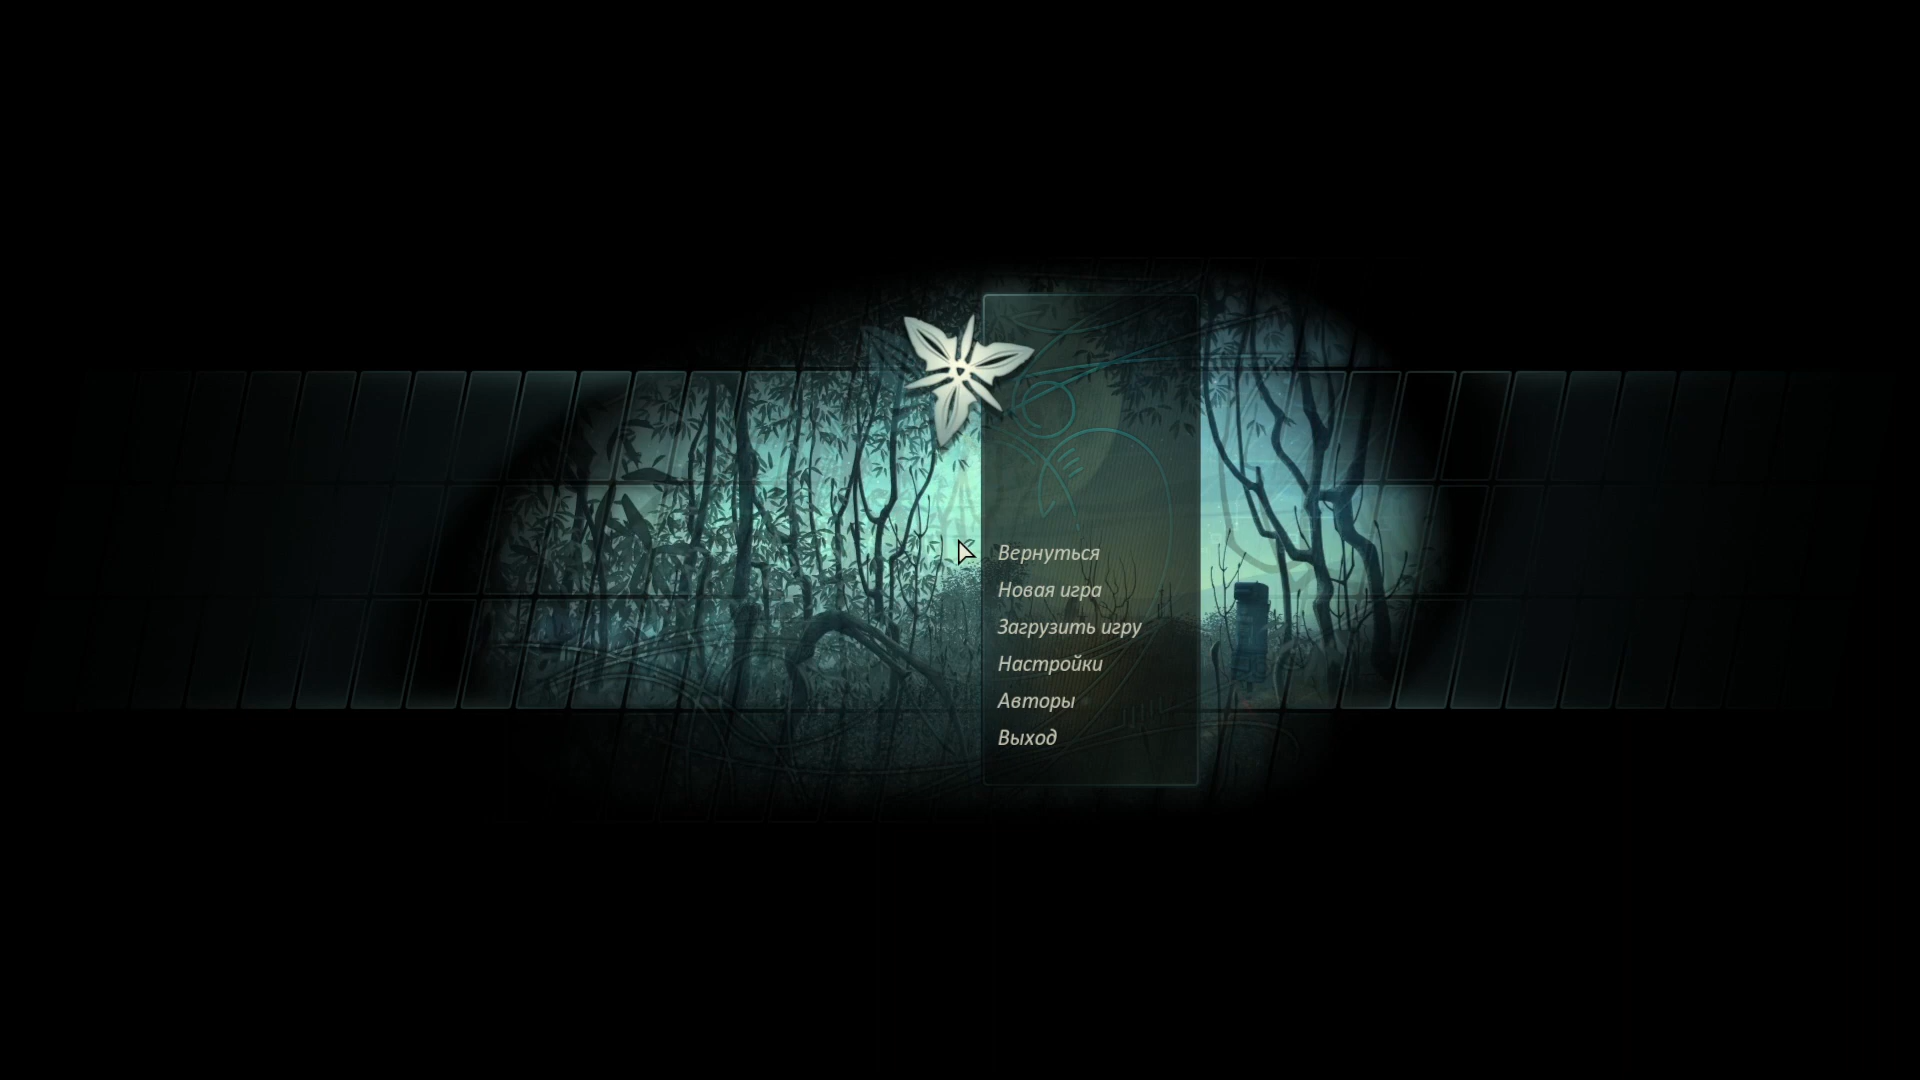 Вернуться
Новая игра
Загрузить игру
Настройки
Авторы
Выход